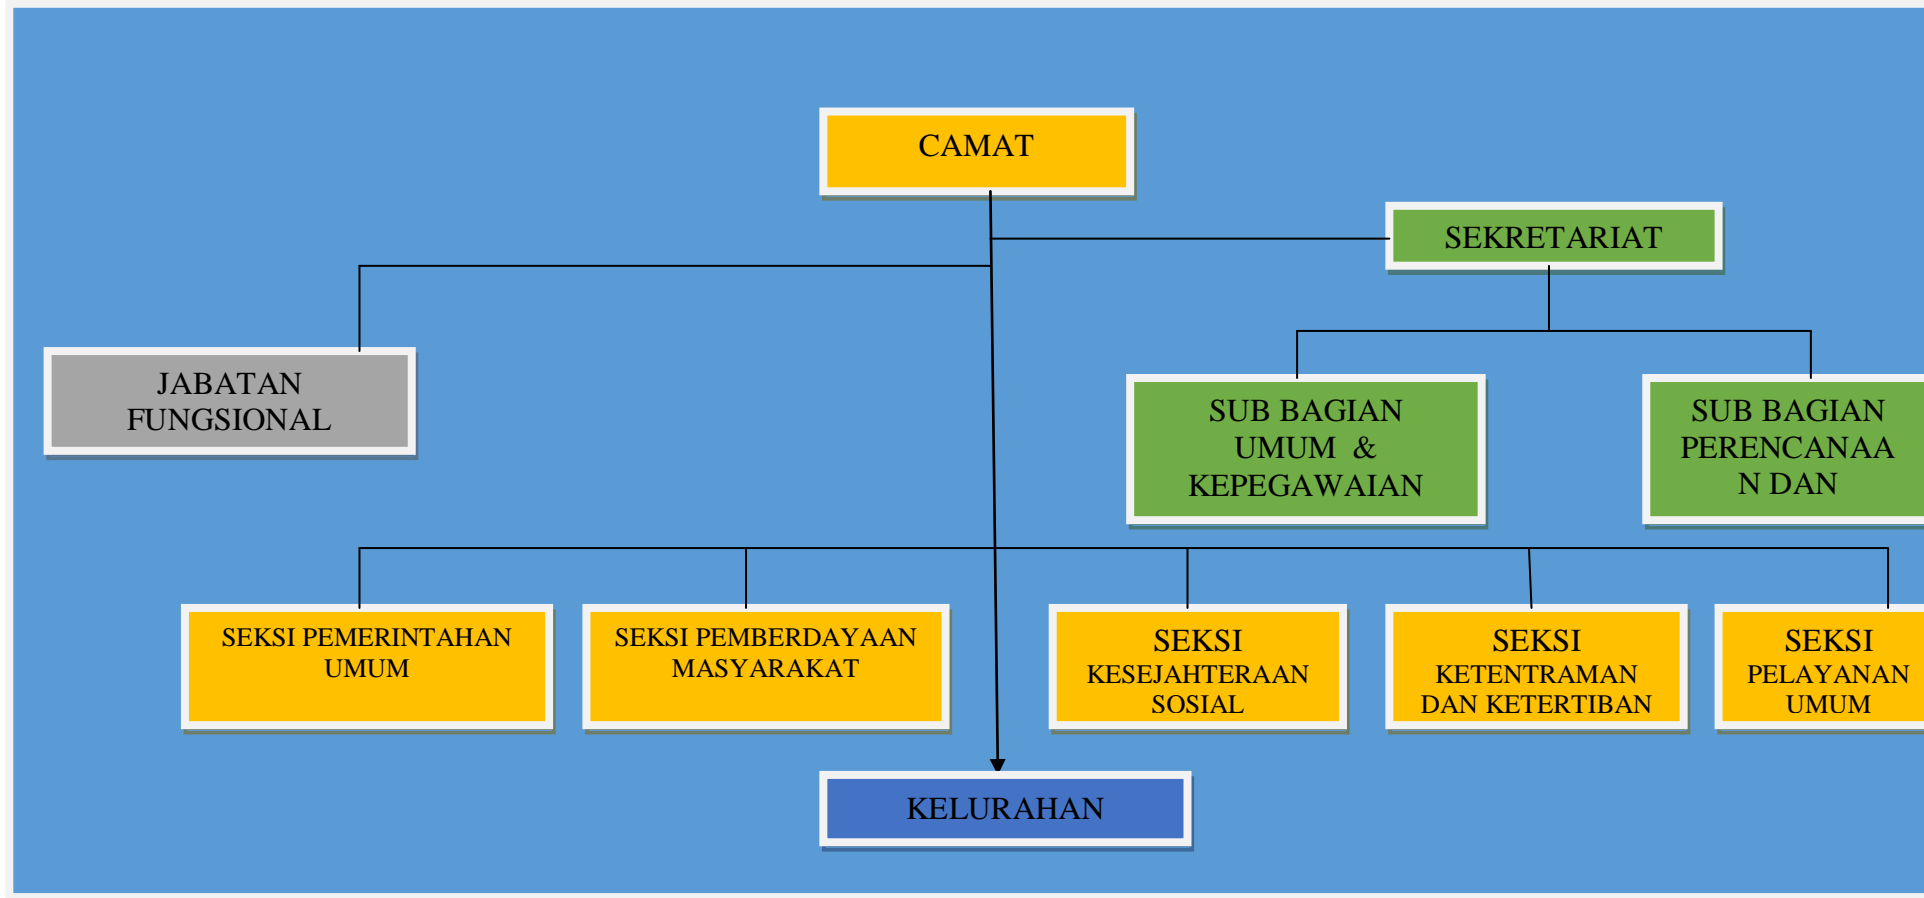 CAMAT
SEKRETARIAT
JABATAN
FUNGSIONAL
SUB BAGIAN
UMUM & 
KEPEGAWAIAN
SUB BAGIAN
PERENCANAA
N DAN
SEKSI PEMERINTAHAN
UMUM
SEKSI PEMBERDAYAAN
MASYARAKAT
SEKSI
KESEJAHTERAAN
SOSIAL
SEKSI
KETENTRAMAN
DAN KETERTIBAN
SEKSI
PELAYANAN
UMUM
KELURAHAN